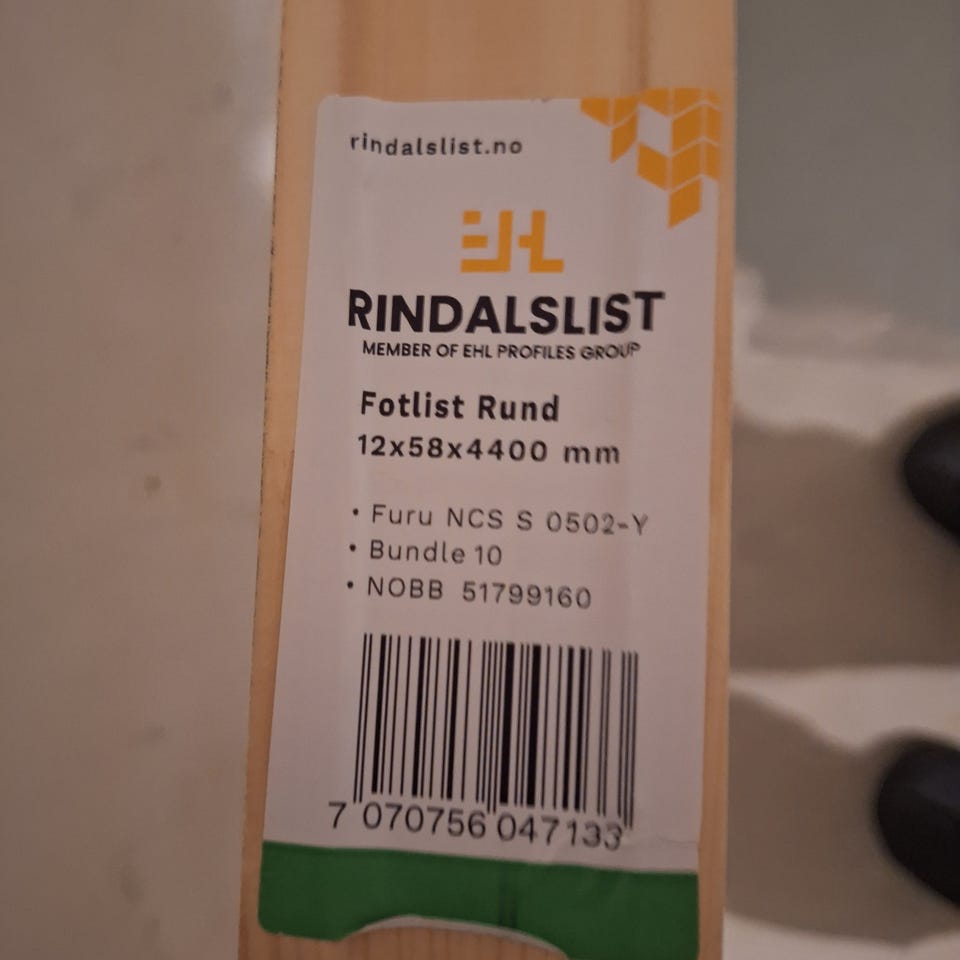 rindalslist.no
EHL
RINDALSLIST
MEMBER OF EHL PROFILES GROUP
Fotlist Rund
12x58x4400 mm
• Furu NCS S 0502-Y
• Bundle 10
• NOBB 51799160
7 070756 047133